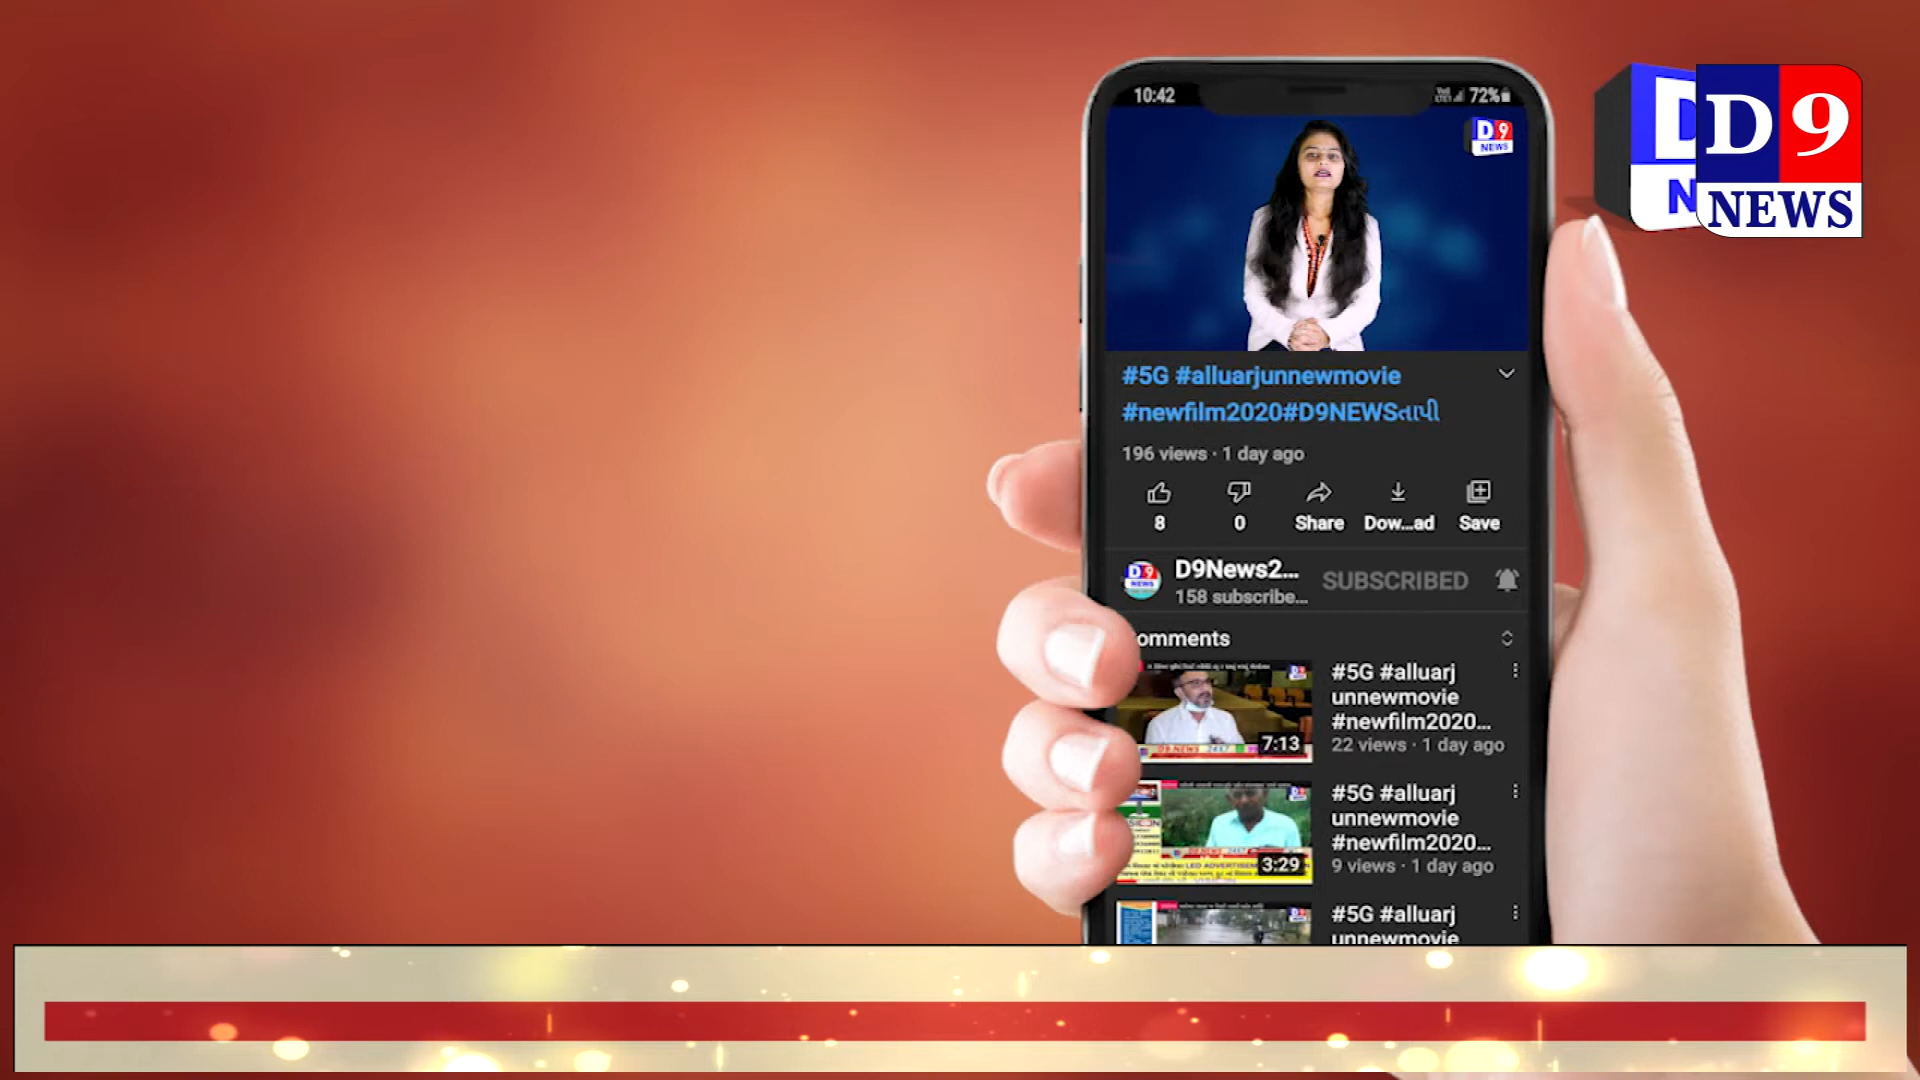 10:42
72%
D9
NEWS
D 9
NEWS
#5G #alluarjunnewmovie
#newfilm2020#D9NEWSતાપી
196 views · 1 day ago
8 0 Share Dow...ad Save
D9News2... SUBSCRIBED
158 subscribe...
omments
#5G #alluarj
unnewmovie
#newfilm2020...
22 views · 1 day ago
7:13
#5G #alluarj
unnewmovie
#newfilm2020...
9 views · 1 day ago
3:29
#5G #alluarj
unnewmovie